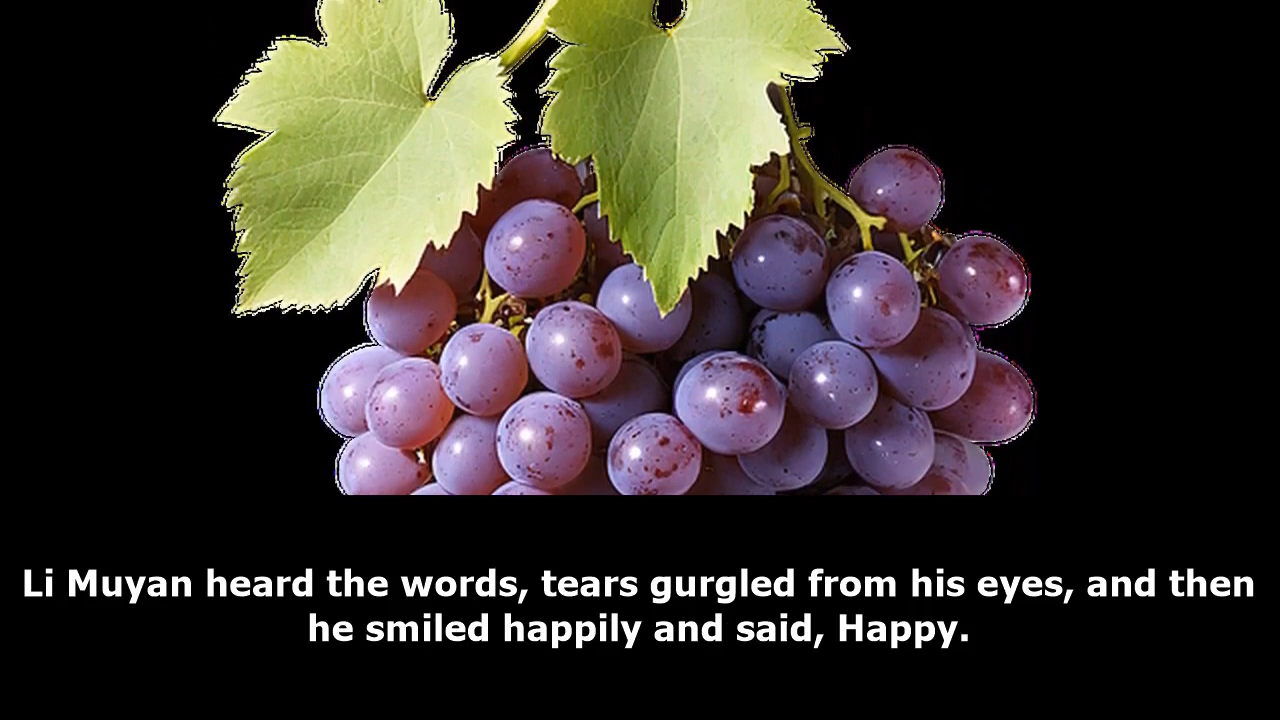 Li Muyan heard the words, tears gurgled from his eyes, and then
he smiled happily and said, Happy.